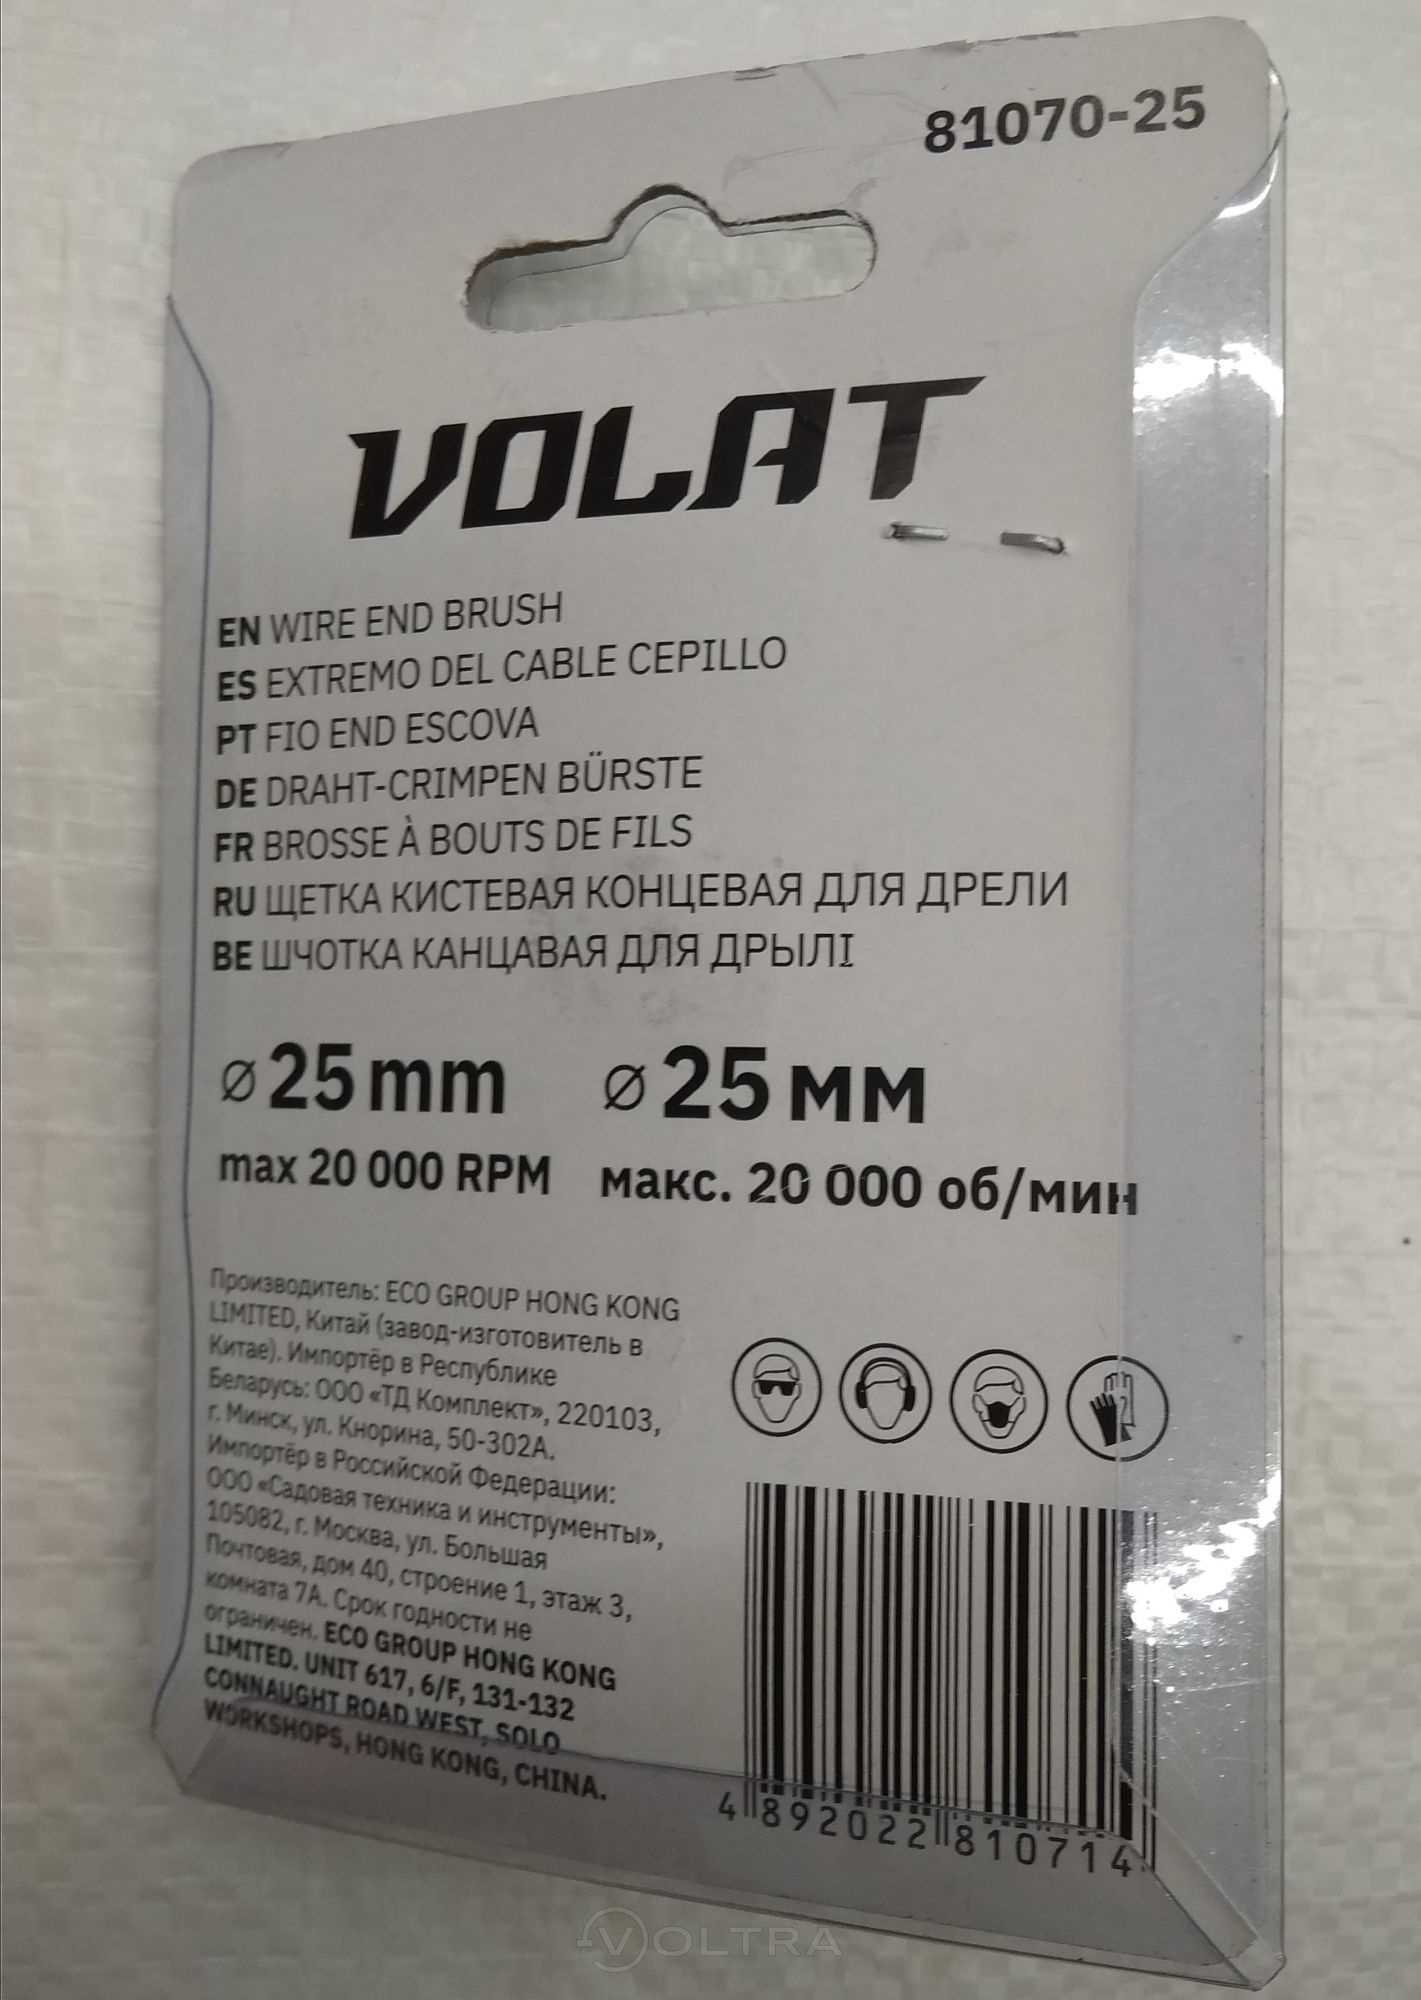 81070-25
VOLAT
EN WIRE END BRUSH
ES EXTREMO DEL CABLE CEPILLO
PT FIO END ESCOVA
DE DRAHT-CRIMPEN BÜRSTE
FR BROSSE À BOUTS DE FILS
RU ЩЕТКА КИСТЕВАЯ КОНЦЕВАЯ ДЛЯ ДРЕЛИ
BE ШЧОТКА КАНЦАВАЯ ДЛЯ ДРЫЛІ
⌀25 mm ⌀25 мм
max 20 000 RPM макс. 20 000 об/мин
Производитель: ECO GROUP HONG KONG
LIMITED, Китай (завод-изготовитель в
Китае). Импортёр в Республике
Беларусь: ООО «ТД Комплект», 220103,
г. Минск, ул. Кнорина, 50-302А.
Импортёр в Российской Федерации:
ООО «Садовая техника и инструменты»,
105082, г. Москва, ул. Большая
Почтовая, дом 40, строение 1, этаж 3,
комната 7А. Срок годности не
ограничен. ECO GROUP HONG KONG
LIMITED. UNIT 617, 6/F, 131-132
CONNAUGHT ROAD WEST, SOLO
WORKSHOPS, HONG KONG, CHINA.
4 892022 810714
VOLTRA